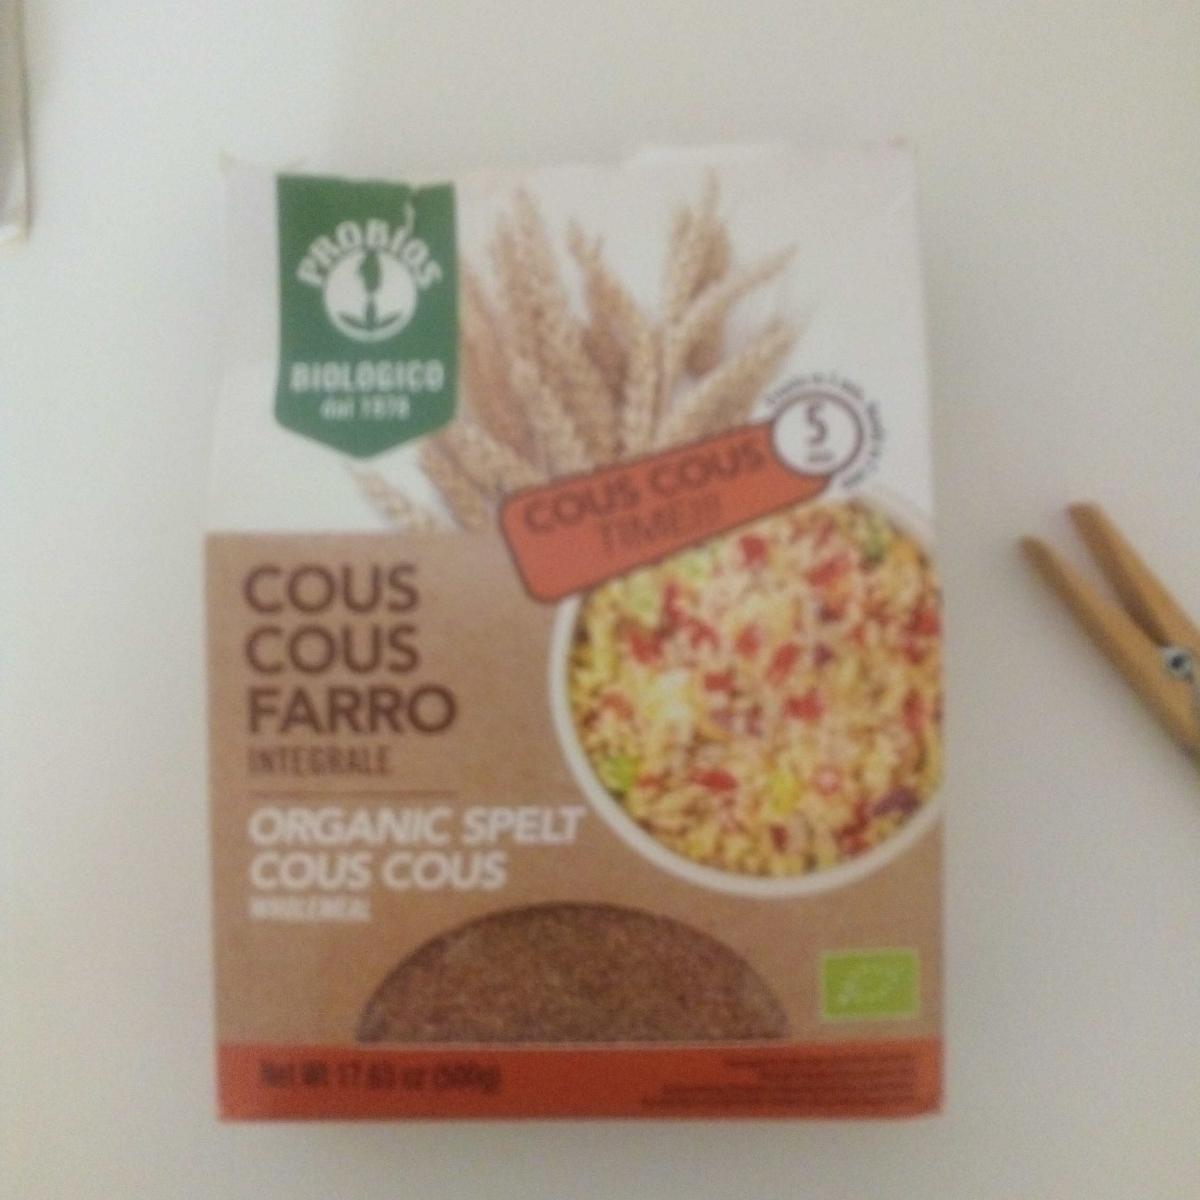 PROBIOS
BIOLOGICO
dal 1978
COUS COUS
TIME!!!
5
COUS
COUS
FARRO
INTEGRALE
ORGANIC SPELT
COUS COUS
WHOLEMEAL
Net Wt 17.63 oz (500g)